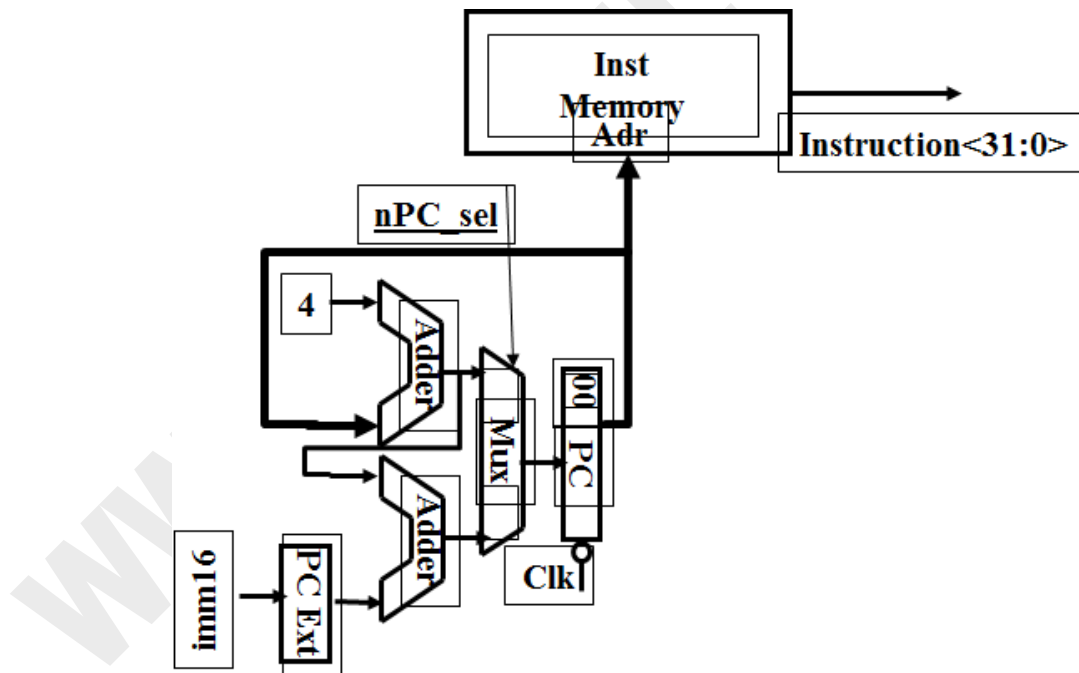 Inst
Memory
Adr
Instruction<31:0>
nPC_sel
4
Adder
00
Mux
PC
Adder
Clk
imm16
PC Ext